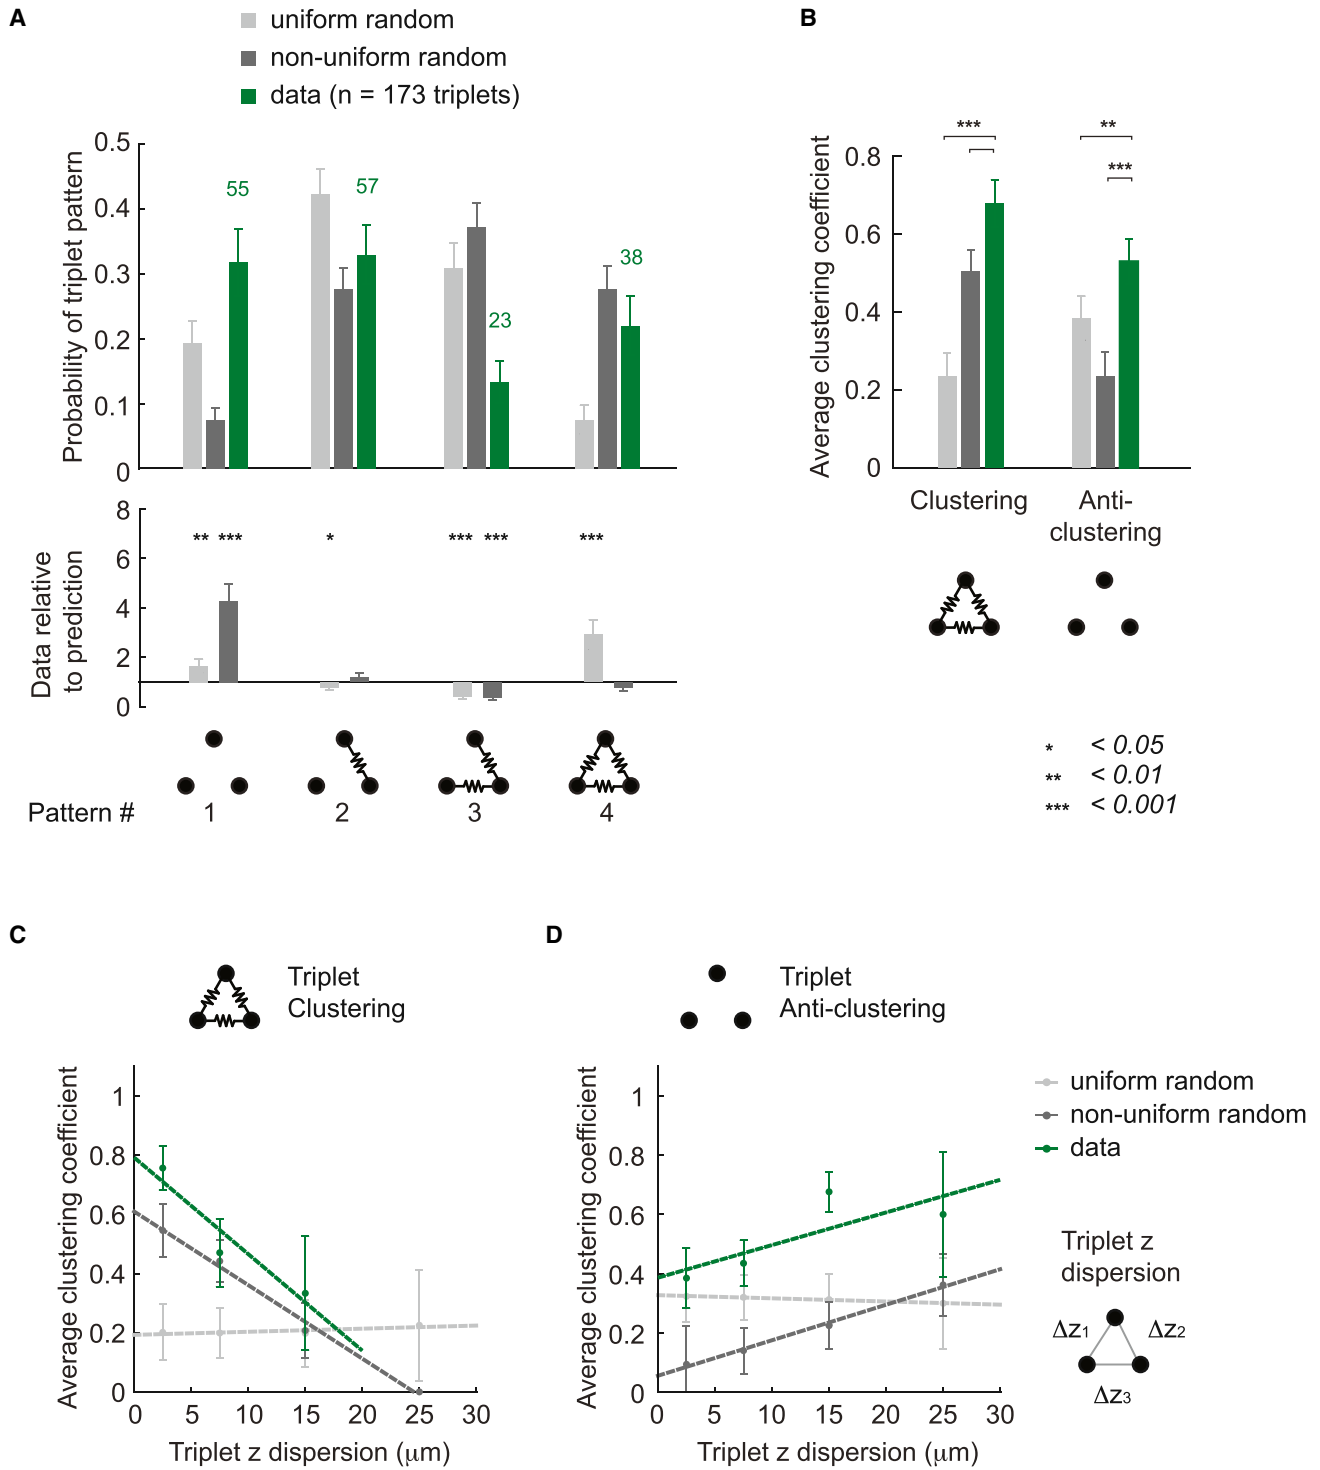 A
uniform random
non-uniform random
data (n = 173 triplets)
Probability of triplet pattern
0.5
0.4
0.3
0.2
0.1
0
55
57
23
38
Data relative
to prediction
8
6
4
2
0
** *** * *** *** ***
Pattern # 1 2 3 4
B
Average clustering coefficient
0.8
0.6
0.4
0.2
0
*** ** ***
Clustering
Anti-
clustering
* < 0.05
** < 0.01
*** < 0.001
C
Triplet
Clustering
Average clustering coefficient
1
0.8
0.6
0.4
0.2
0
0 5 10 15 20 25 30
Triplet z dispersion (μm)
D
Triplet
Anti-clustering
Average clustering coefficient
1
0.8
0.6
0.4
0.2
0
0 5 10 15 20 25 30
Triplet z dispersion (μm)
uniform random
non-uniform random
data
Triplet z
dispersion
Δz1 Δz2
Δz3